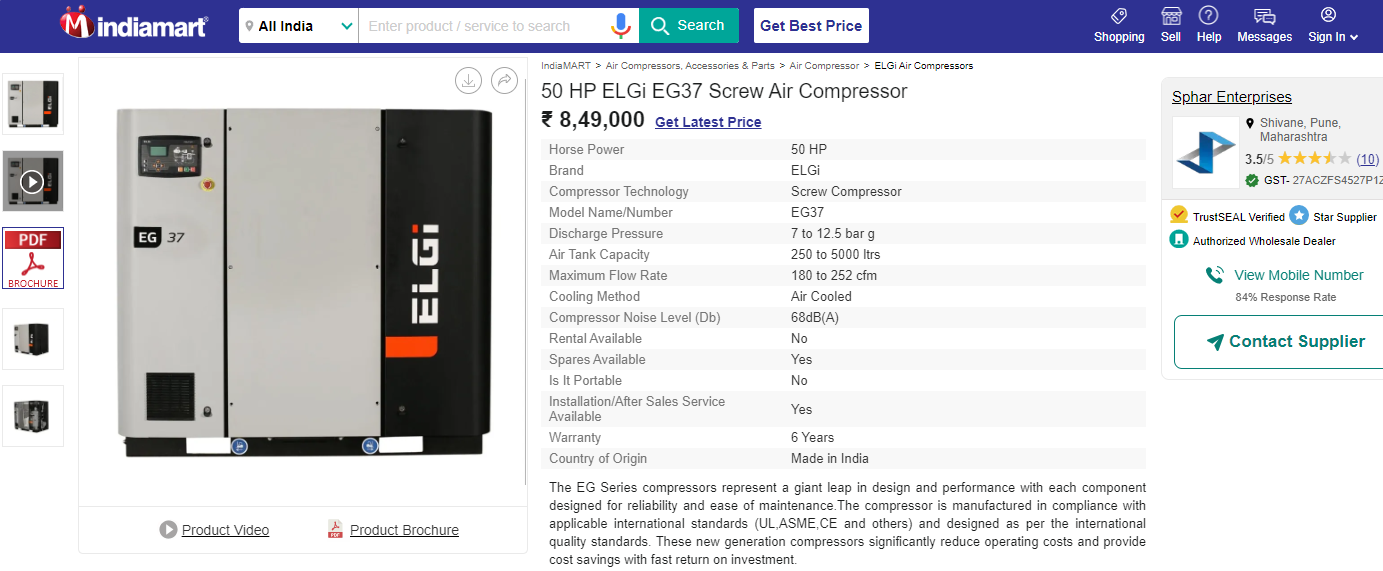 indiamart
All India
Enter product / service to search
Search
Get Best Price
Shopping
Sell
Help
Messages
Sign In
IndiaMART > Air Compressors, Accessories & Parts > Air Compressor > ELGi Air Compressors
50 HP ELGi EG37 Screw Air Compressor
₹ 8,49,000 Get Latest Price
Horse Power 50 HP
Brand ELGi
Compressor Technology Screw Compressor
Model Name/Number EG37
Discharge Pressure 7 to 12.5 bar g
Air Tank Capacity 250 to 5000 ltrs
Maximum Flow Rate 180 to 252 cfm
Cooling Method Air Cooled
Compressor Noise Level (Db) 68dB(A)
Rental Available No
Spares Available Yes
Is It Portable No
Installation/After Sales Service
Available Yes
Warranty 6 Years
Country of Origin Made in India
The EG Series compressors represent a giant leap in design and performance with each component
designed for reliability and ease of maintenance.The compressor is manufactured in compliance with
applicable international standards (UL,ASME,CE and others) and designed as per the international
quality standards. These new generation compressors significantly reduce operating costs and provide
cost savings with fast return on investment.
EG 37
ELGi
PDF
BROCHURE
Product Video
PDF
Product Brochure
Sphar Enterprises
Shivane, Pune,
Maharashtra
3.5/5 (10)
GST- 27ACZFS4527P1Z
TrustSEAL Verified
Star Supplier
Authorized Wholesale Dealer
View Mobile Number
84% Response Rate
Contact Supplier